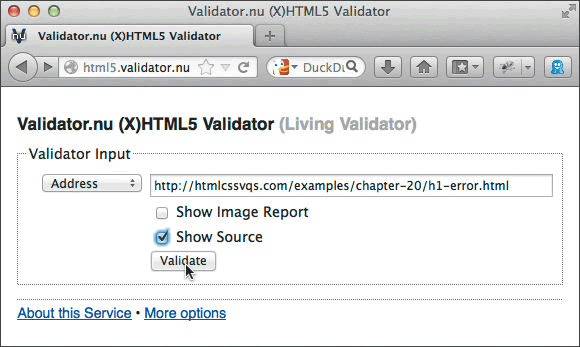 Validator.nu (X)HTML5 Validator
Validator.nu (X)HTML5 Validator
html5.validator.nu DuckDu
Validator.nu (X)HTML5 Validator (Living Validator)
Validator Input
Address http://htmlcssvqs.com/examples/chapter-20/h1-error.html
Show Image Report
Show Source
Validate
About this Service • More options